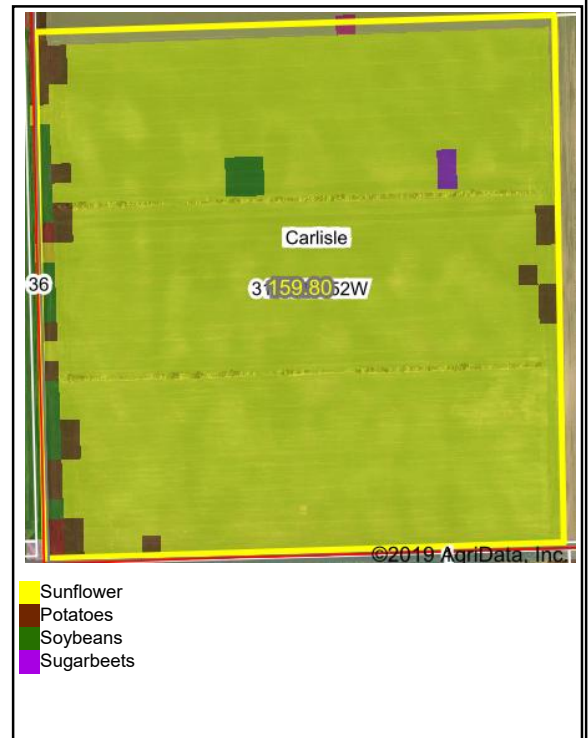 Carlisle
36
159.80
52W
©2019 AgriData, Inc.
Sunflower
Potatoes
Soybeans
Sugarbeets